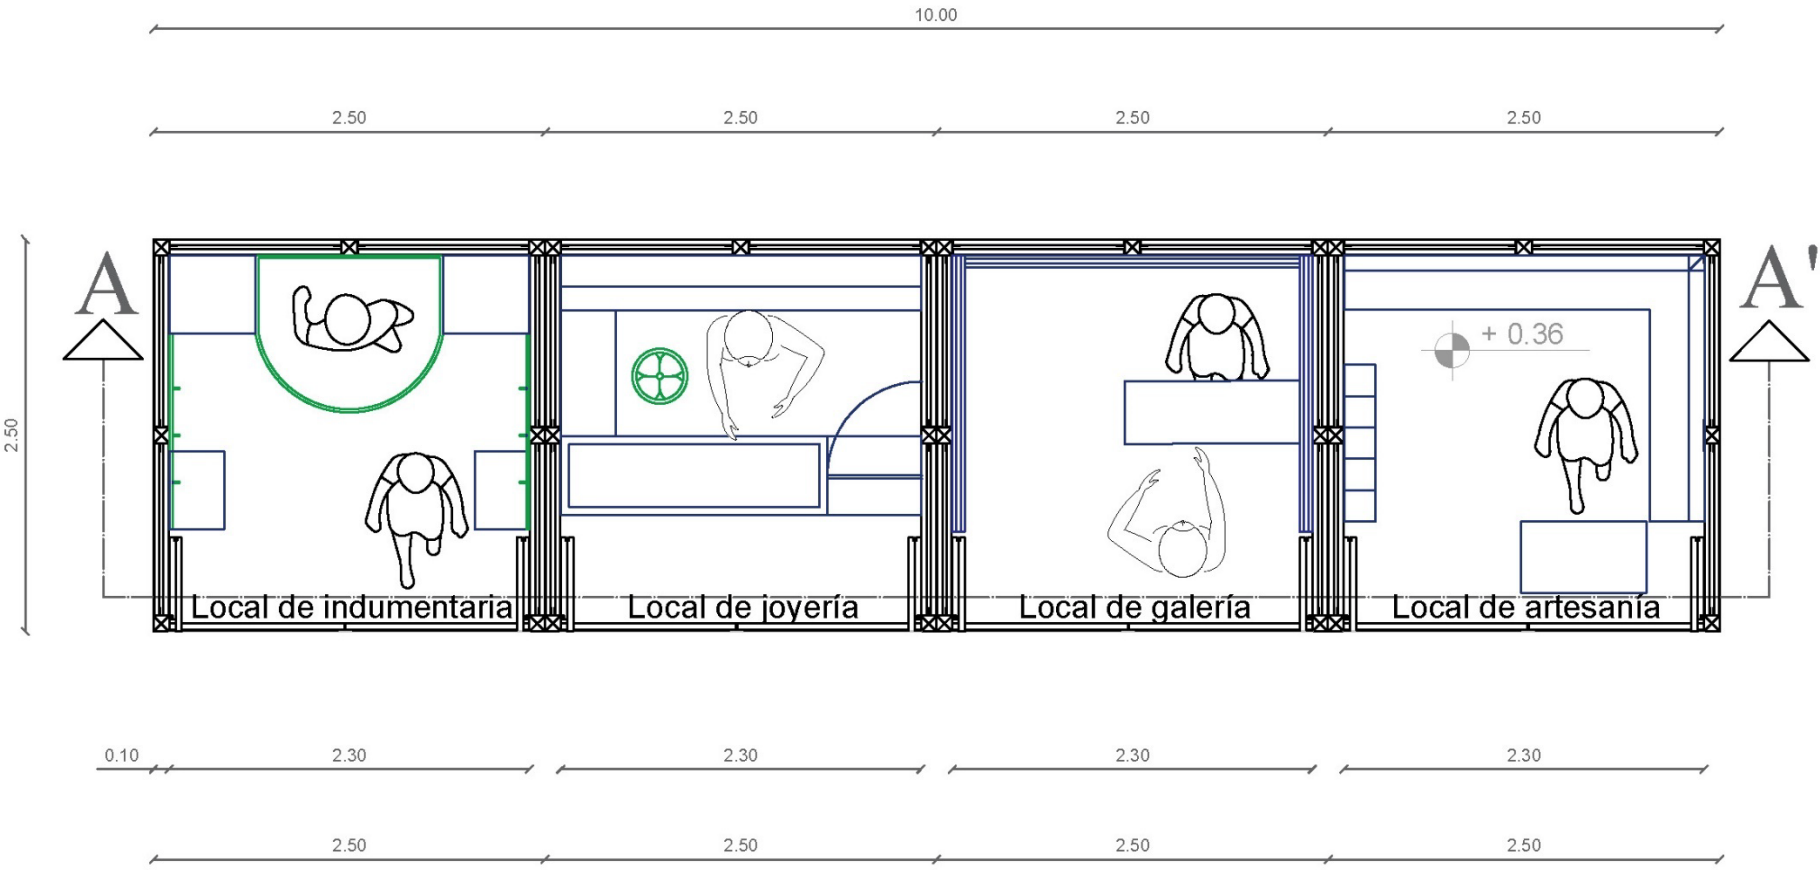 10.00
2.50 2.50 2.50 2.50
A A'
+ 0.36
2.50
Local de indumentaria Local de joyería Local de galería Local de artesanía
0.10 2.30 2.30 2.30 2.30
2.50 2.50 2.50 2.50